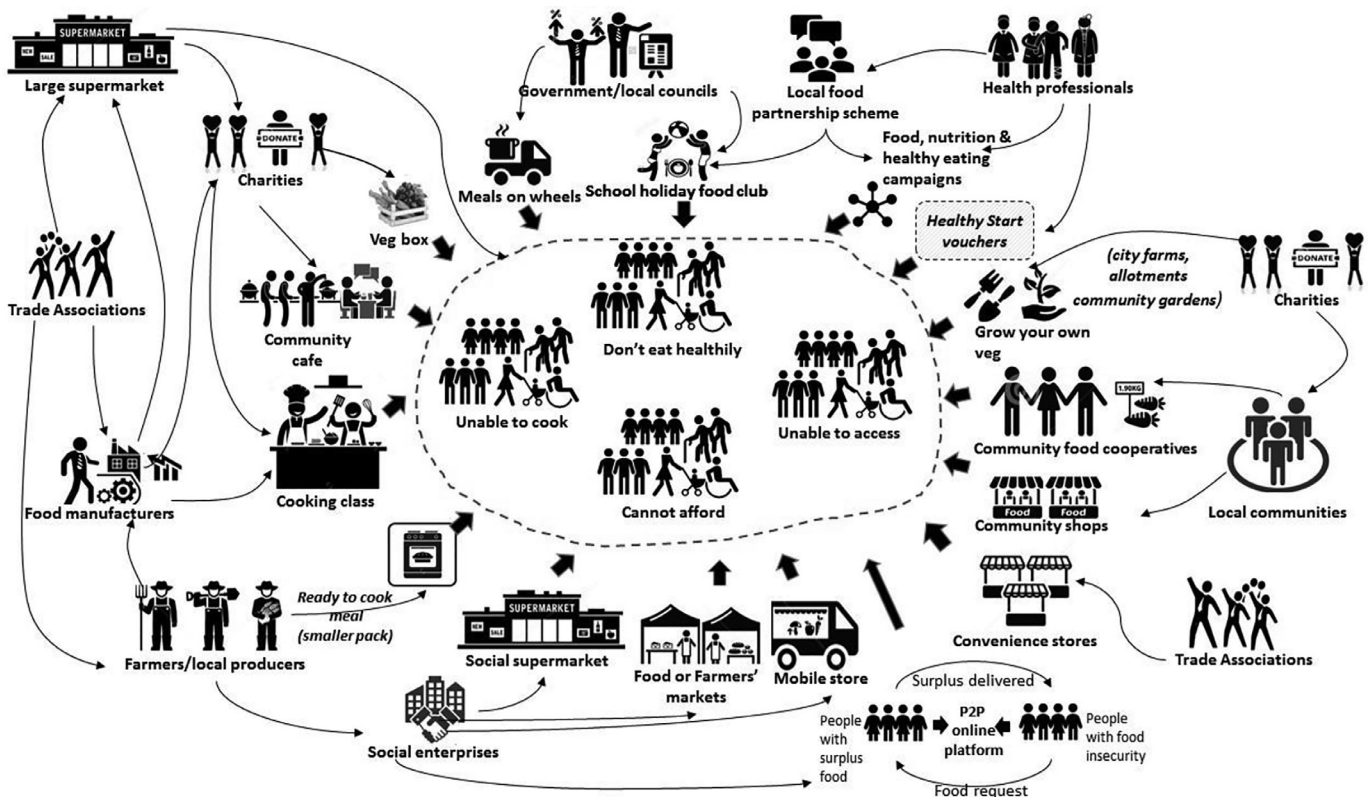 SUPERMARKET
NEW
SALE
Large supermarket
Government/local councils
Local food
partnership scheme
Health professionals
DONATE
Charities
Meals on wheels
School holiday food club
Food, nutrition &
healthy eating
campaigns
Veg box
Healthy Start
vouchers
(city farms,
allotments
community gardens)
DONATE
Charities
Trade Associations
Community
cafe
Grow your own
veg
Don't eat healthily
Unable to cook
Unable to access
Cannot afford
1.90KG
Community food cooperatives
Cooking class
Food manufacturers
Food
Food
Community shops
Local communities
Ready to cook
meal
(smaller pack)
Farmers/local producers
SUPERMARKET
NEW
SALE
Social supermarket
Food or Farmers'
markets
Mobile store
Convenience stores
Trade Associations
Social enterprises
Surplus delivered
People
with
surplus
food
P2P
online
platform
People
with food
insecurity
Food request